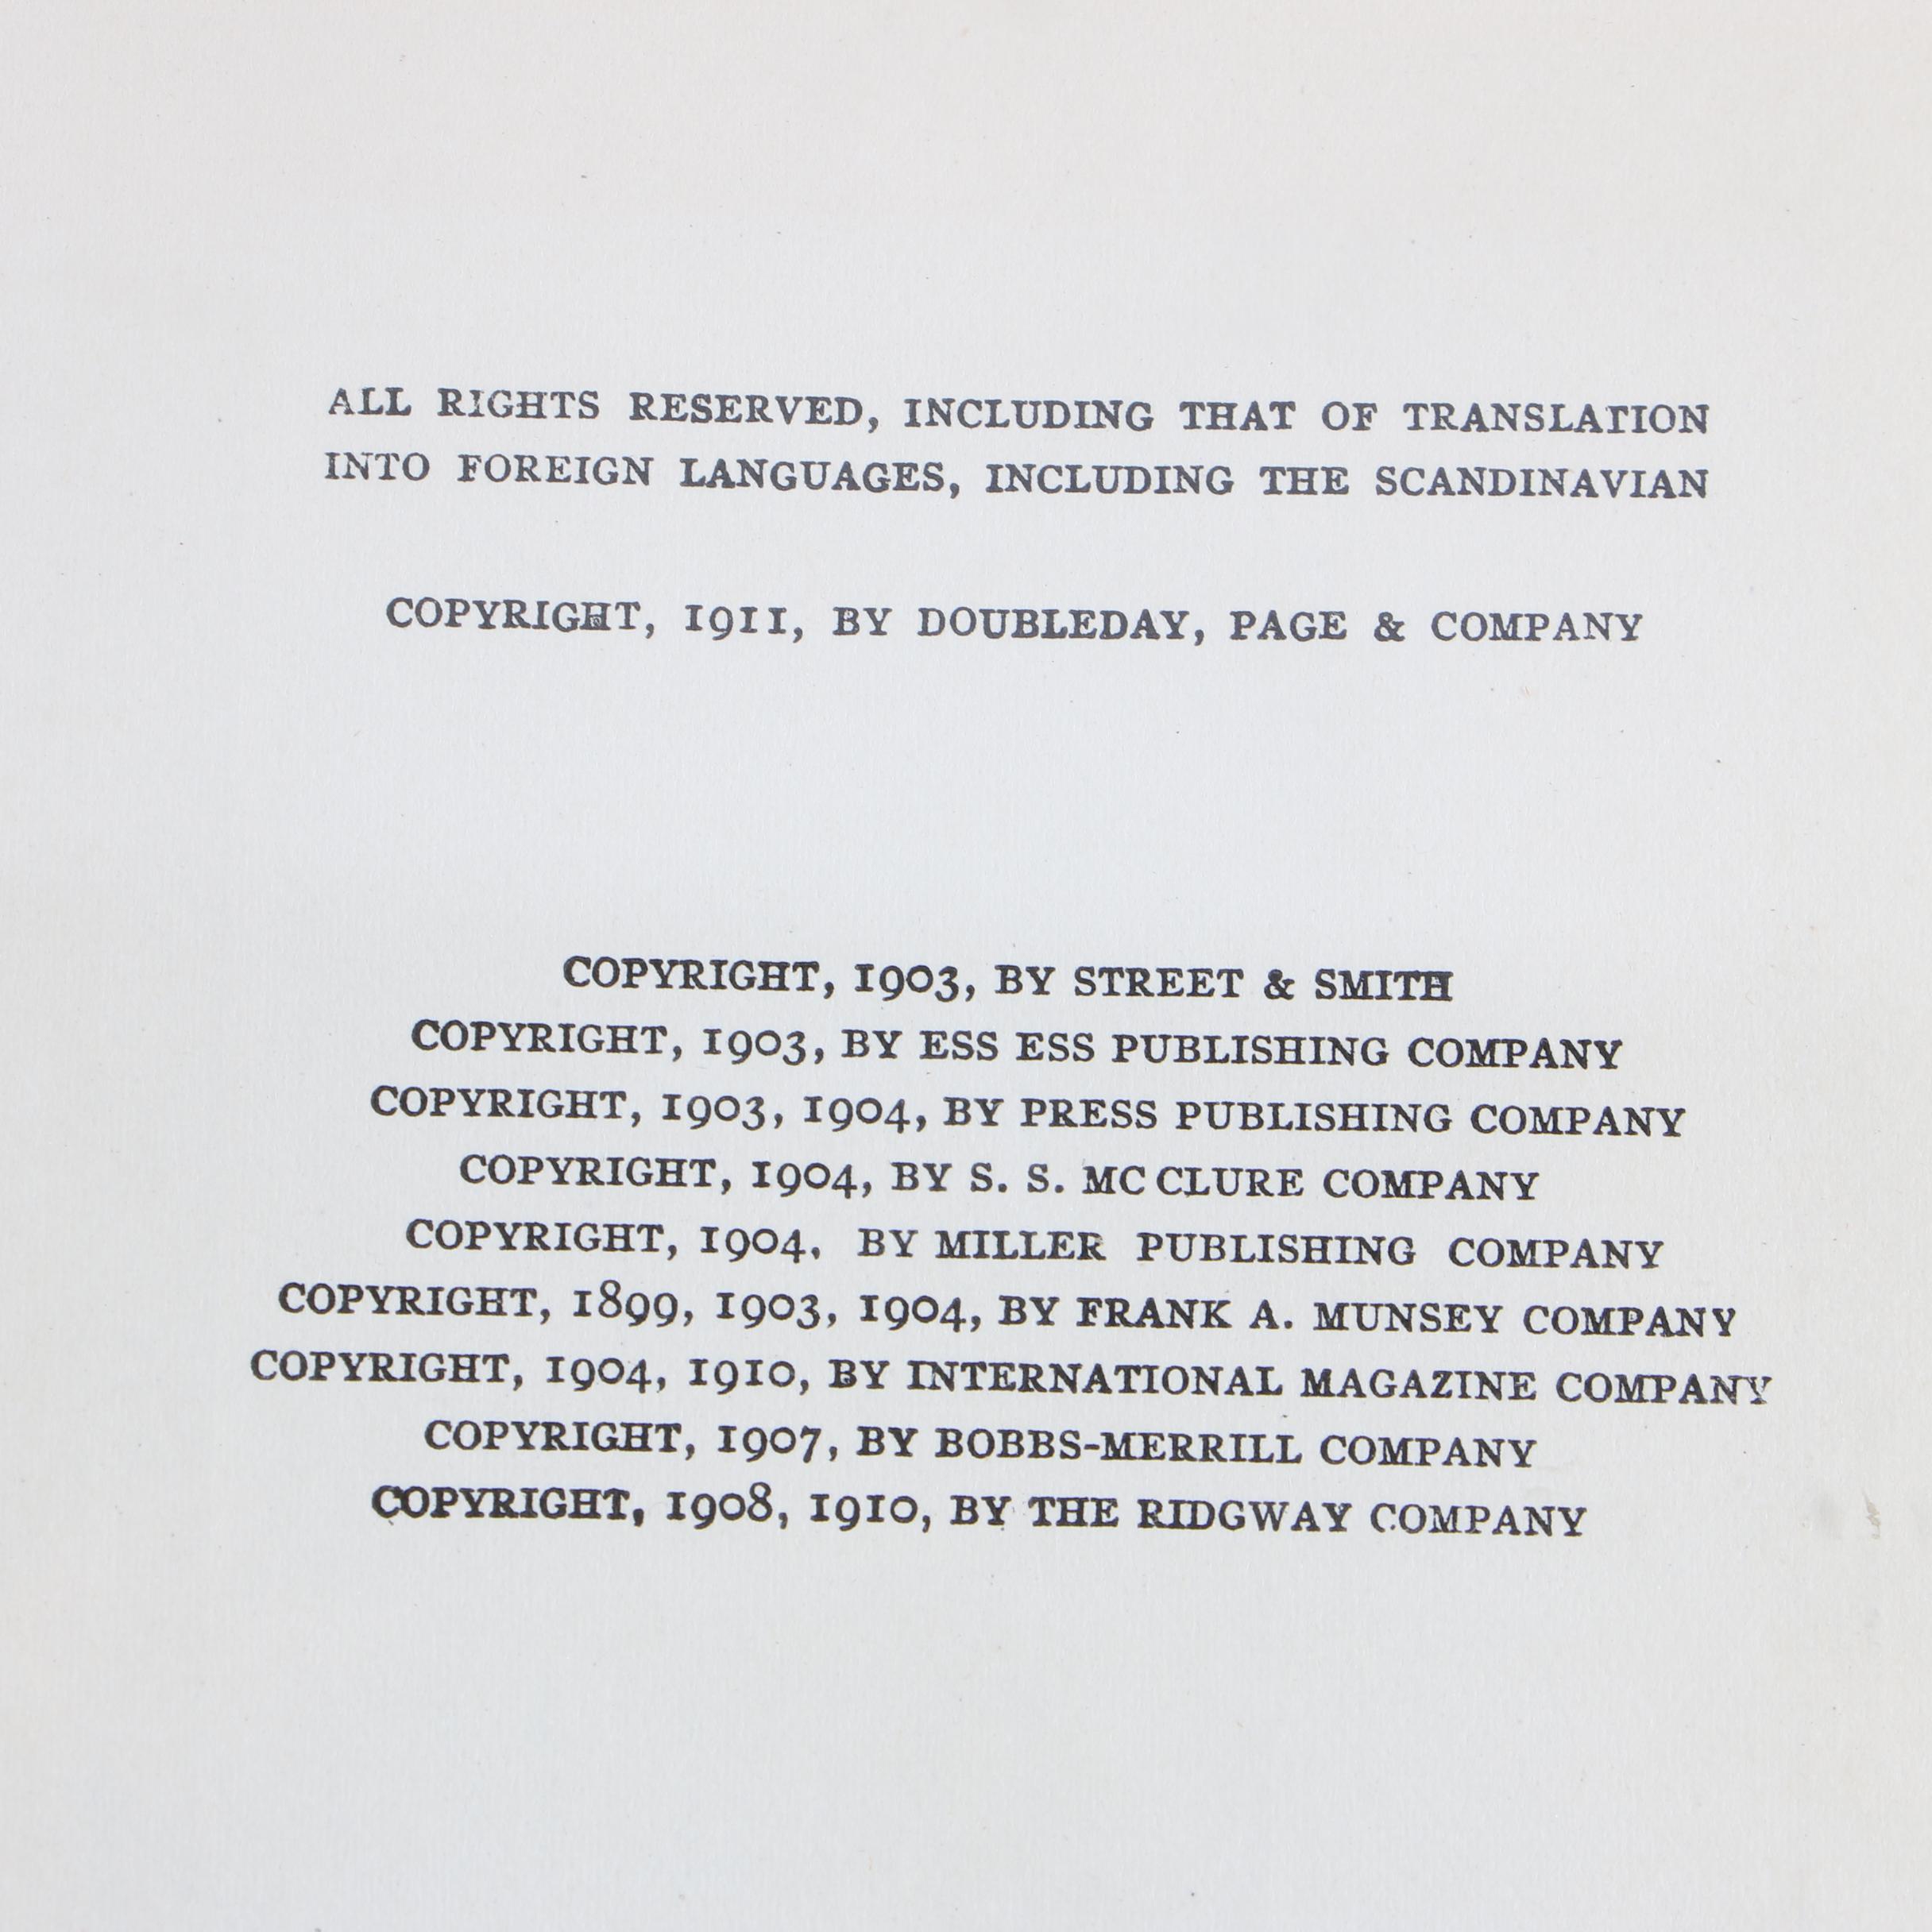 ALL RIGHTS RESERVED, INCLUDING THAT OF TRANSLATION
INTO FOREIGN LANGUAGES, INCLUDING THE SCANDINAVIAN
COPYRIGHT, 1911, BY DOUBLEDAY, PAGE & COMPANY
COPYRIGHT, 1903, BY STREET & SMITH
COPYRIGHT, 1903, BY ESS ESS PUBLISHING COMPANY
COPYRIGHT, 1903, 1904, BY PRESS PUBLISHING COMPANY
COPYRIGHT, 1904, BY S. S. MC CLURE COMPANY
COPYRIGHT, 1904, BY MILLER PUBLISHING COMPANY
COPYRIGHT, 1899, 1903, 1904, BY FRANK A. MUNSEY COMPANY
COPYRIGHT, 1904, 1910, BY INTERNATIONAL MAGAZINE COMPANY
COPYRIGHT, 1907, BY BOBBS-MERRILL COMPANY
COPYRIGHT, 1908, 1910, BY THE RIDGWAY COMPANY